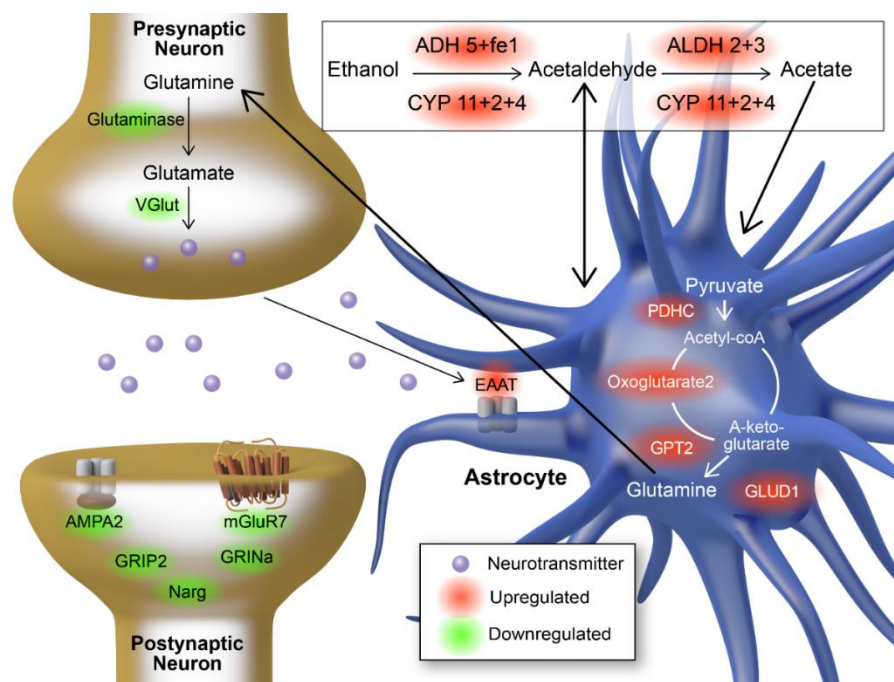 Presynaptic
Neuron
Glutamine
Glutaminase
Glutamate
VGlut
ADH 5+fe1
Ethanol
Acetaldehyde
CYP 11+2+4
ALDH 2+3
Acetate
CYP 11+2+4
Pyruvate
PDHC
Acetyl-coA
Oxoglutarate2
A-keto-
glutarate
GPT2
Glutamine
GLUD1
EAAT
Astrocyte
AMPA2
mGluR7
GRIP2
GRINa
Narg
Postynaptic
Neuron
Neurotransmitter
Upregulated
Downregulated